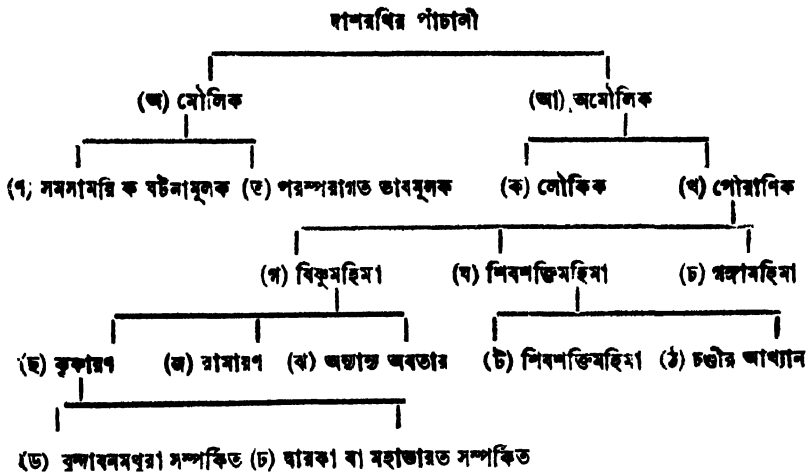 দাশরথির পাঁচালী
(অ) মৌলিক (আ) অমৌলিক
(ণ) সমসাময়িক ঘটনামূলক (ত) পরম্পরাগত ভাবমূলক (ক) লৌকিক (খ) পৌরাণিক
(গ) বিষ্ণুমহিমা (ঘ) শিবশক্তিমহিমা (চ) গঙ্গামহিমা
(ছ) কৃষ্ণায়ণ (জ) রামায়ণ (ঝ) অন্যান্য অবতার (ট) শিবশক্তিমহিমা (ঠ) চণ্ডীর আখ্যান
(ড) বৃন্দাবনমথুরা সম্পর্কিত (ঢ) দ্বারকা বা মহাভারত সম্পর্কিত